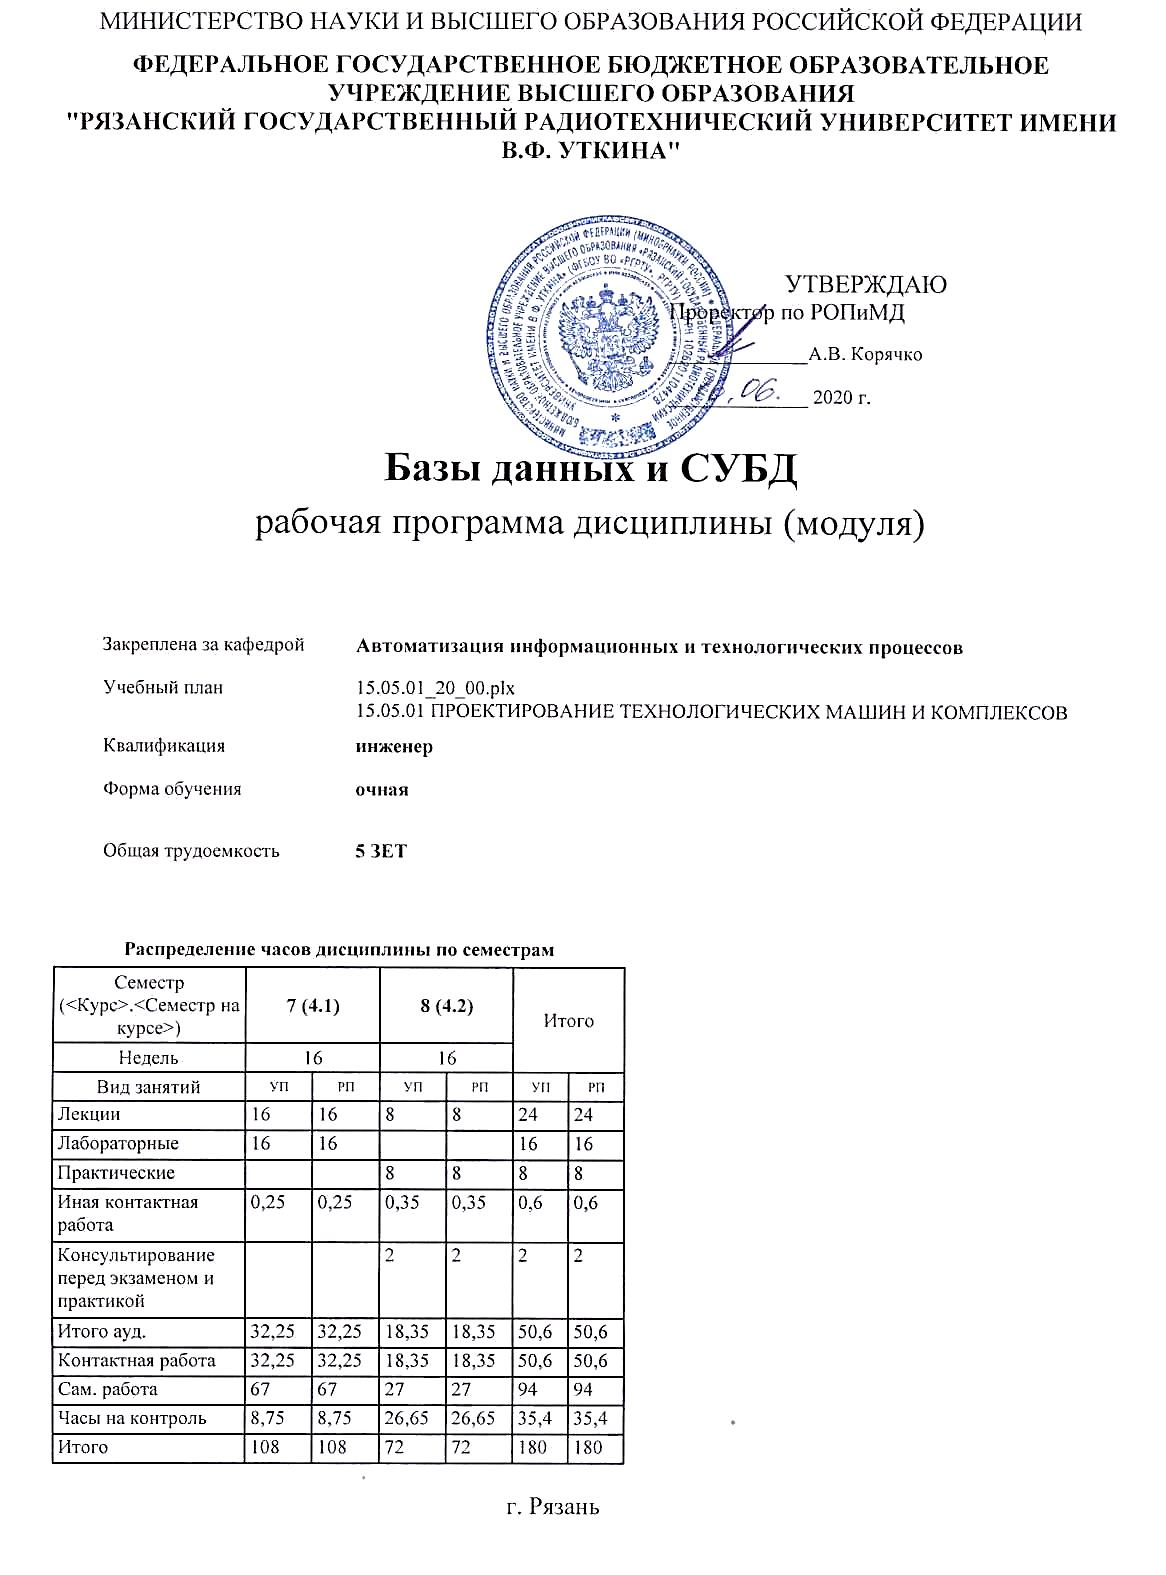 МИНИСТЕРСТВО НАУКИ И ВЫСШЕГО ОБРАЗОВАНИЯ РОССИЙСКОЙ ФЕДЕРАЦИИ
ФЕДЕРАЛЬНОЕ ГОСУДАРСТВЕННОЕ БЮДЖЕТНОЕ ОБРАЗОВАТЕЛЬНОЕ
УЧРЕЖДЕНИЕ ВЫСШЕГО ОБРАЗОВАНИЯ
"РЯЗАНСКИЙ ГОСУДАРСТВЕННЫЙ РАДИОТЕХНИЧЕСКИЙ УНИВЕРСИТЕТ ИМЕНИ
В.Ф. УТКИНА"
УТВЕРЖДАЮ
Проректор по РОПиМД
А.В. Корячко
.06. 2020 г.
Базы данных и СУБД
рабочая программа дисциплины (модуля)
Закреплена за кафедрой Автоматизация информационных и технологических процессов
Учебный план 15.05.01_20_00.plx
15.05.01 ПРОЕКТИРОВАНИЕ ТЕХНОЛОГИЧЕСКИХ МАШИН И КОМПЛЕКСОВ
Квалификация инженер
Форма обучения очная
Общая трудоемкость 5 ЗЕТ
Распределение часов дисциплины по семестрам
Семестр
(<Курс>.<Семестр на 7 (4.1) 8 (4.2) Итого
курсе>)
Недель 16 16
Вид занятий УП РП УП РП УП РП
Лекции 16 16 8 8 24 24
Лабораторные 16 16 16 16
Практические 8 8 8 8
Иная контактная 0,25 0,25 0,35 0,35 0,6 0,6
работа
Консультирование 2 2 2 2
перед экзаменом и
практикой
Итого ауд. 32,25 32,25 18,35 18,35 50,6 50,6
Контактная работа 32,25 32,25 18,35 18,35 50,6 50,6
Сам. работа 67 67 27 27 94 94
Часы на контроль 8,75 8,75 26,65 26,65 35,4 35,4
Итого 108 108 72 72 180 180
г. Рязань